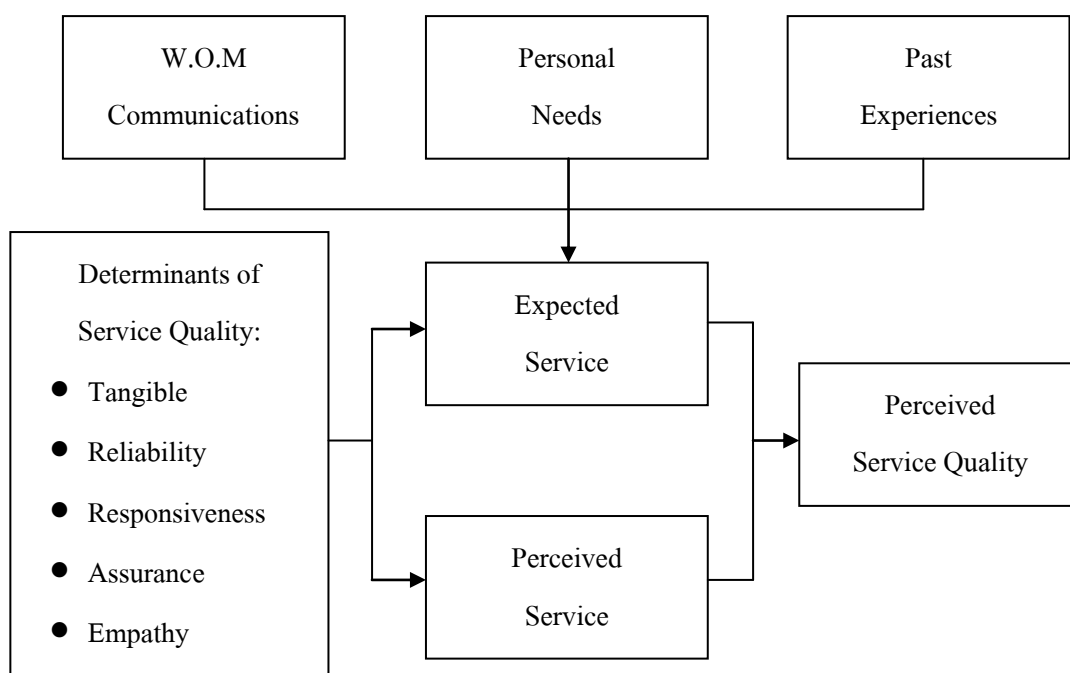 W.O.M
Communications
Personal
Needs
Past
Experiences
Determinants of
Service Quality:
● Tangible
● Reliability
● Responsiveness
● Assurance
● Empathy
Expected
Service
Perceived
Service
Perceived
Service Quality